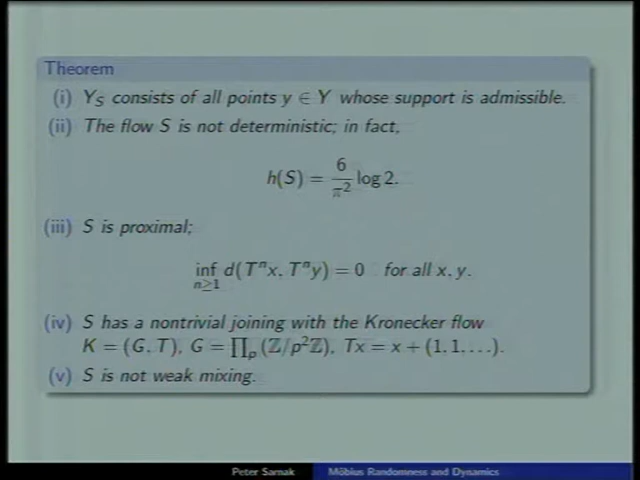 Theorem
(i) Y_S consists of all points y ∈ Y whose support is admissible.
(ii) The flow S is not deterministic; in fact,
h(S) = 6/π² log 2.
(iii) S is proximal;
inf_{n≥1} d(Tⁿx, Tⁿy) = 0 for all x, y.
(iv) S has a nontrivial joining with the Kronecker flow
K = (G, T), G = ∏_p (ℤ/p²ℤ), Tx = x + (1, 1, ...).
(v) S is not weak mixing.
Peter Sarnak Möbius Randomness and Dynamics